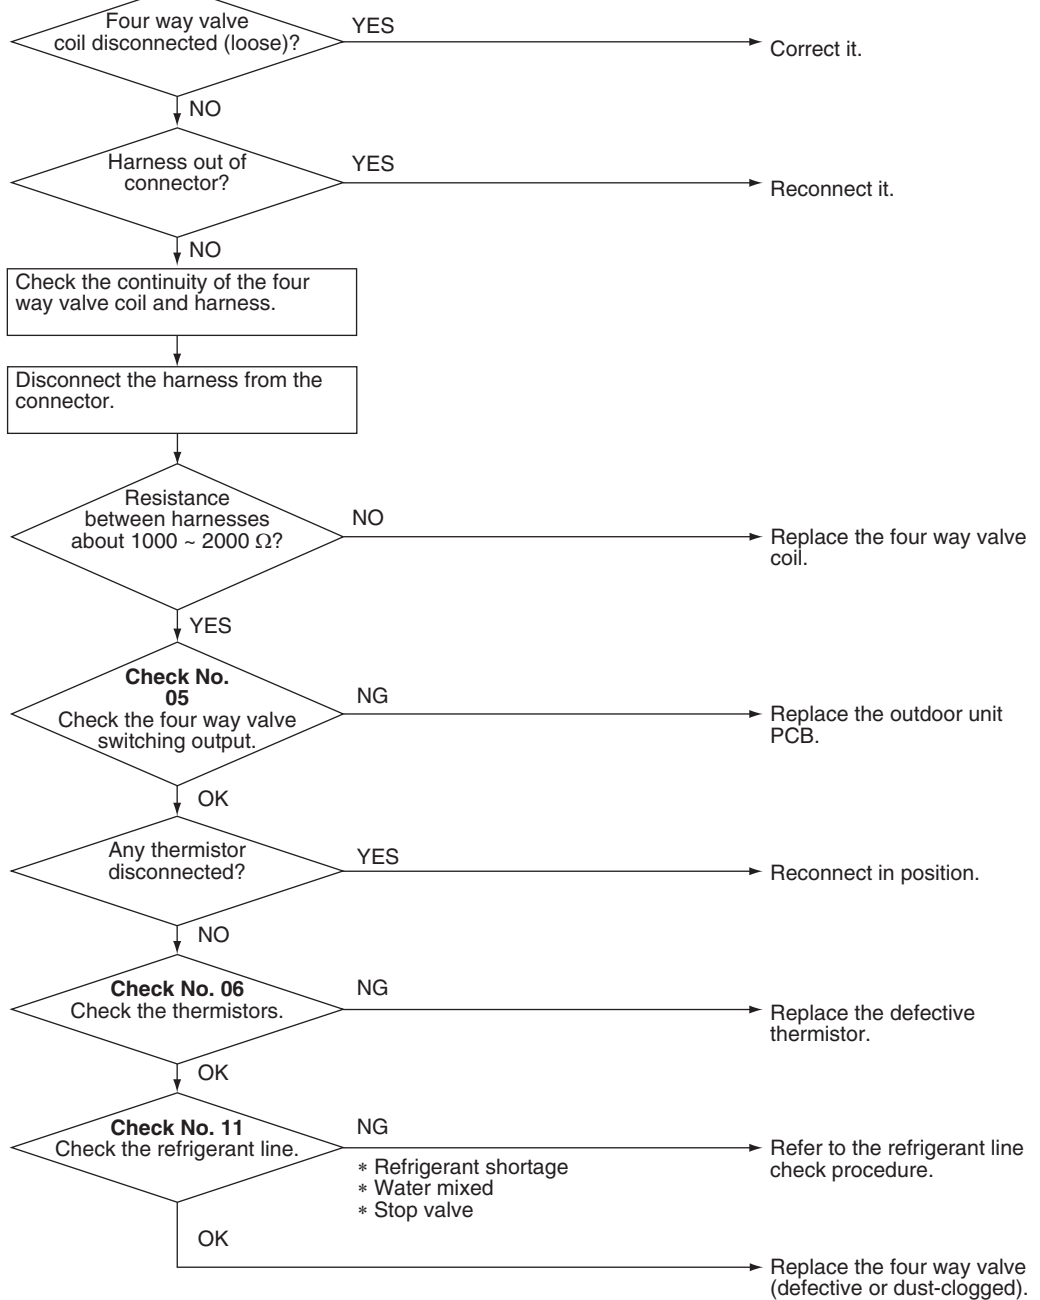 Four way valve
coil disconnected (loose)?
YES
Correct it.
NO
Harness out of
connector?
YES
Reconnect it.
NO
Check the continuity of the four
way valve coil and harness.
Disconnect the harness from the
connector.
Resistance
between harnesses
about 1000 ~ 2000 Ω?
NO
Replace the four way valve
coil.
YES
Check No.
05
Check the four way valve
switching output.
NG
Replace the outdoor unit
PCB.
OK
Any thermistor
disconnected?
YES
Reconnect in position.
NO
Check No. 06
Check the thermistors.
NG
Replace the defective
thermistor.
OK
Check No. 11
Check the refrigerant line.
NG
∗ Refrigerant shortage
∗ Water mixed
∗ Stop valve
Refer to the refrigerant line
check procedure.
OK
Replace the four way valve
(defective or dust-clogged).